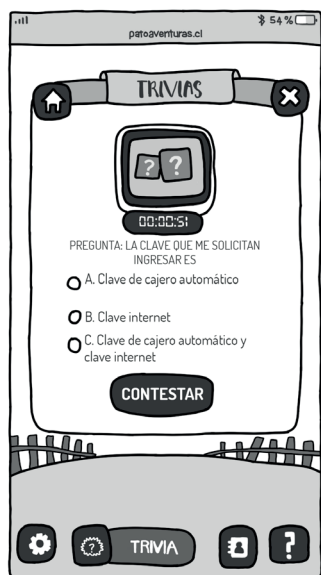 54%
patoaventuras.cl
TRIVIAS
? ?
00:00:51
PREGUNTA: LA CLAVE QUE ME SOLICITAN
INGRESAR ES
A. Clave de cajero automático
B. Clave internet
C. Clave de cajero automático y
clave internet
CONTESTAR
? TRIVIA ?